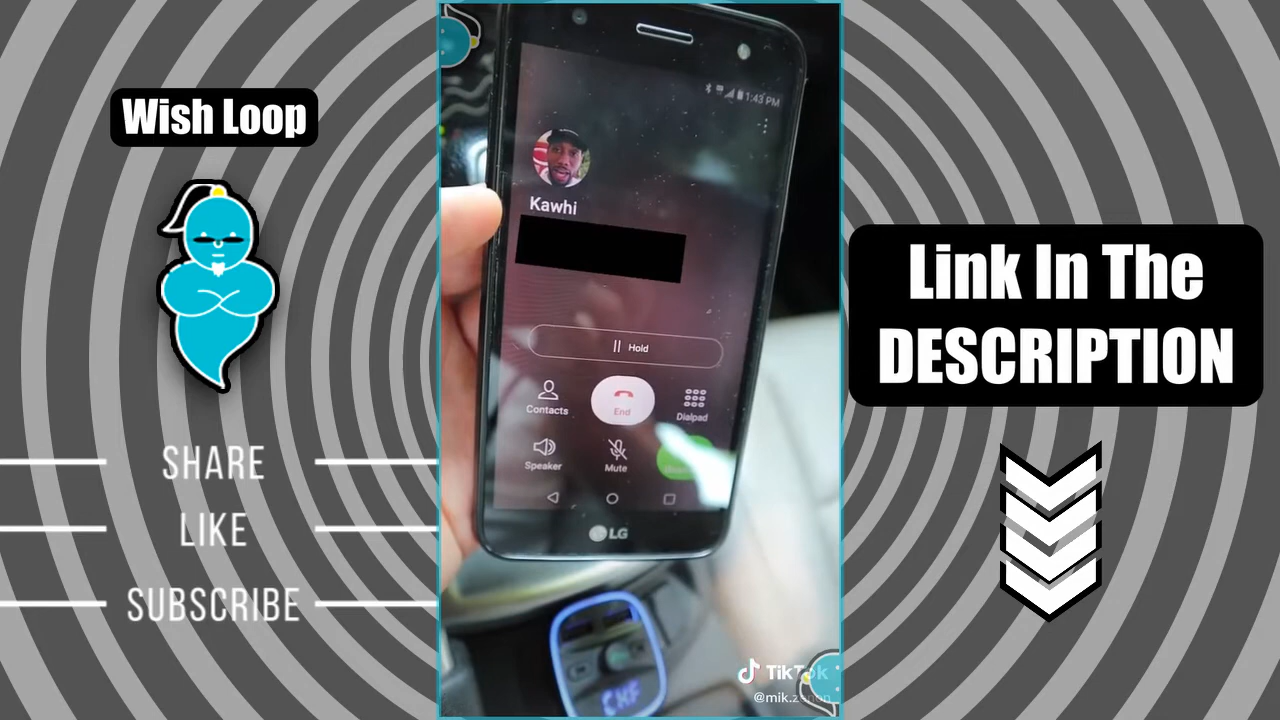 Wish Loop
SHARE
LIKE
SUBSCRIBE
1:43 PM
Kawhi
Hold
Contacts
End
Dialpad
Speaker
Mute
LG
TikTok
Link In The
DESCRIPTION